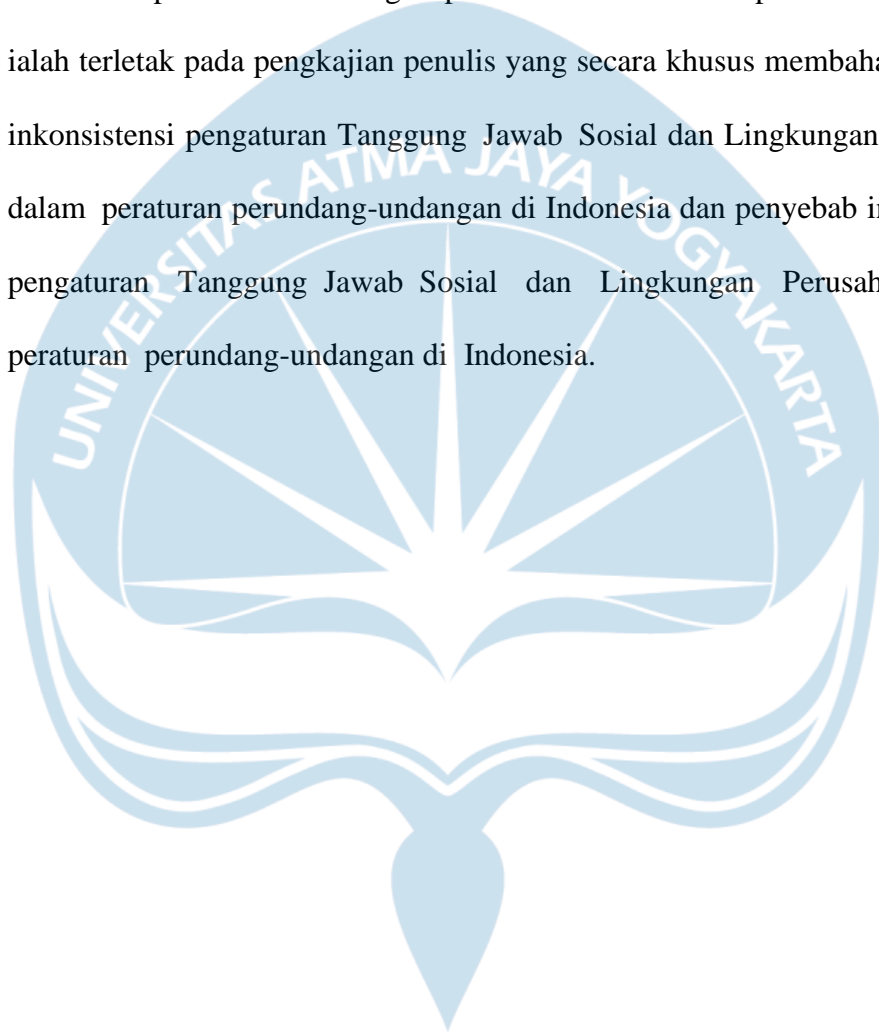 ialah terletak pada pengkajian penulis yang secara khusus membaha
inkonsistensi pengaturan Tanggung Jawab Sosial dan Lingkungan
dalam peraturan perundang-undangan di Indonesia dan penyebab in
pengaturan Tanggung Jawab Sosial dan Lingkungan Perusah
peraturan perundang-undangan di Indonesia.
UNIVERSITAS ATMA JAYA YOGYAKARTA